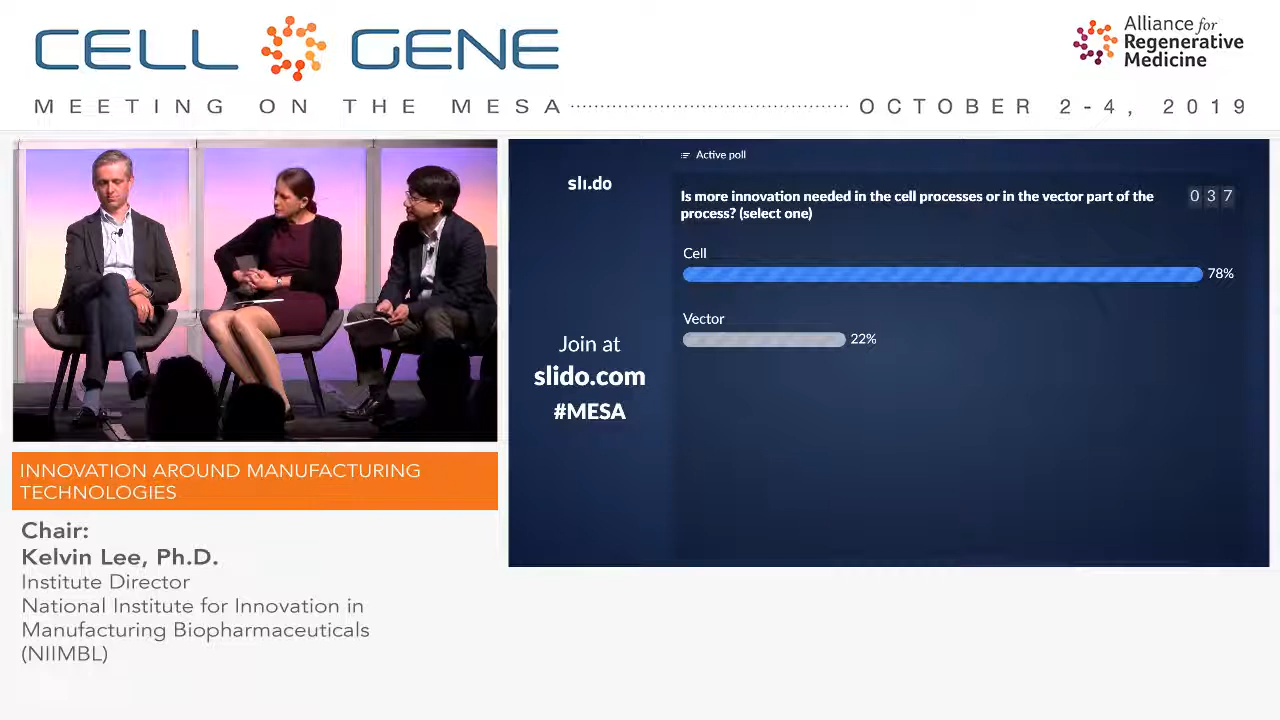 CELL GENE
Alliance for
Regenerative
Medicine
MEETING ON THE MESA OCTOBER 2-4, 2019
sli.do
Active poll
Is more innovation needed in the cell processes or in the vector part of the
process? (select one)
037
Cell
78%
Vector
22%
Join at
slido.com
#MESA
INNOVATION AROUND MANUFACTURING
TECHNOLOGIES
Chair:
Kelvin Lee, Ph.D.
Institute Director
National Institute for Innovation in
Manufacturing Biopharmaceuticals
(NIIMBL)